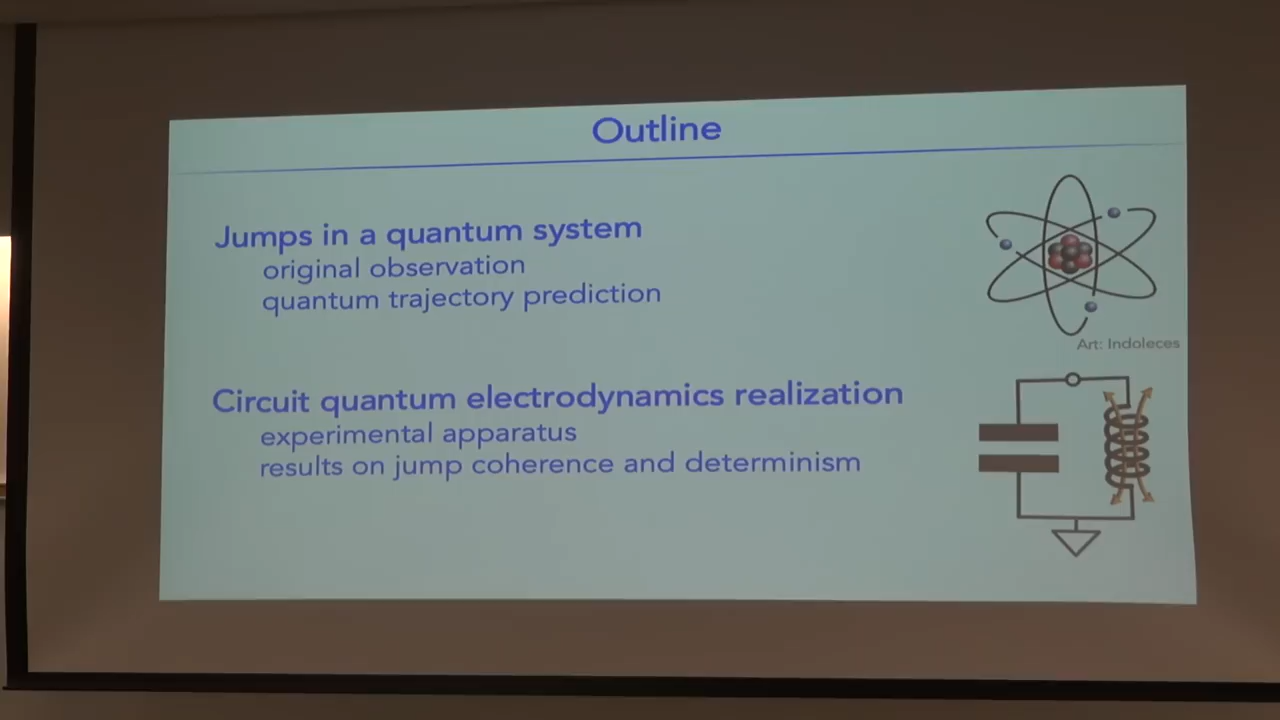 Outline
Jumps in a quantum system
original observation
quantum trajectory prediction
Art: Indoleces
Circuit quantum electrodynamics realization
experimental apparatus
results on jump coherence and determinism